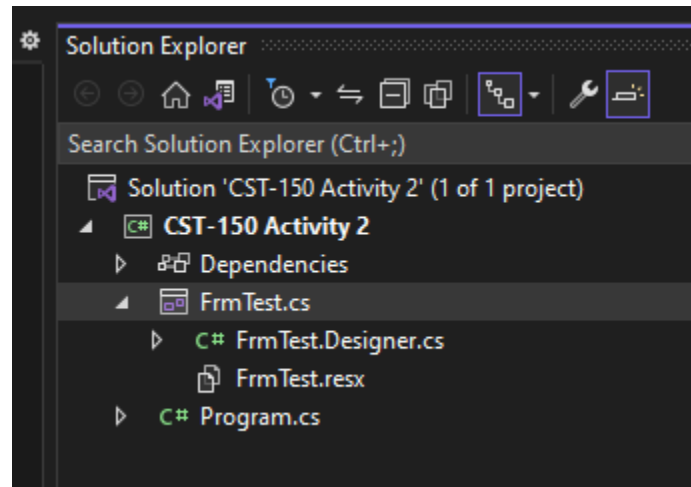 Solution Explorer
Search Solution Explorer (Ctrl+;)
Solution 'CST-150 Activity 2' (1 of 1 project)
C# CST-150 Activity 2
Dependencies
FrmTest.cs
C# FrmTest.Designer.cs
FrmTest.resx
C# Program.cs